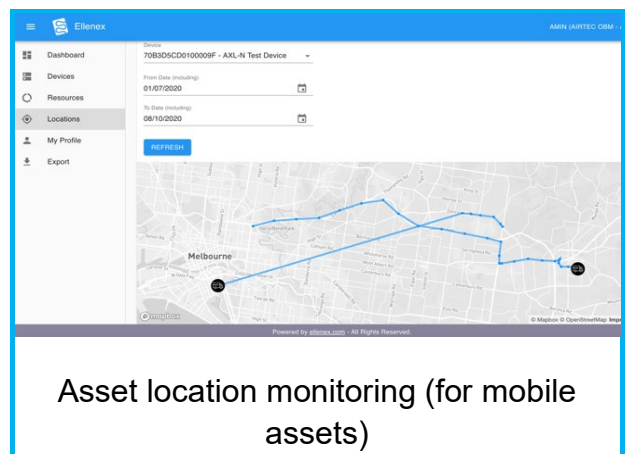 Ellenex
AMIN (AIRTEC OBM -
Dashboard
Devices
Resources
Locations
My Profile
Export
Device
70B3D5CD0100009F - AXL-N Test Device
From Date (including)
01/07/2020
To Date (including)
08/10/2020
REFRESH
Melbourne
mapbox
© Mapbox © OpenStreetMap Impr
Powered by ellenex.com - All Rights Reserved.
Asset location monitoring (for mobile
assets)